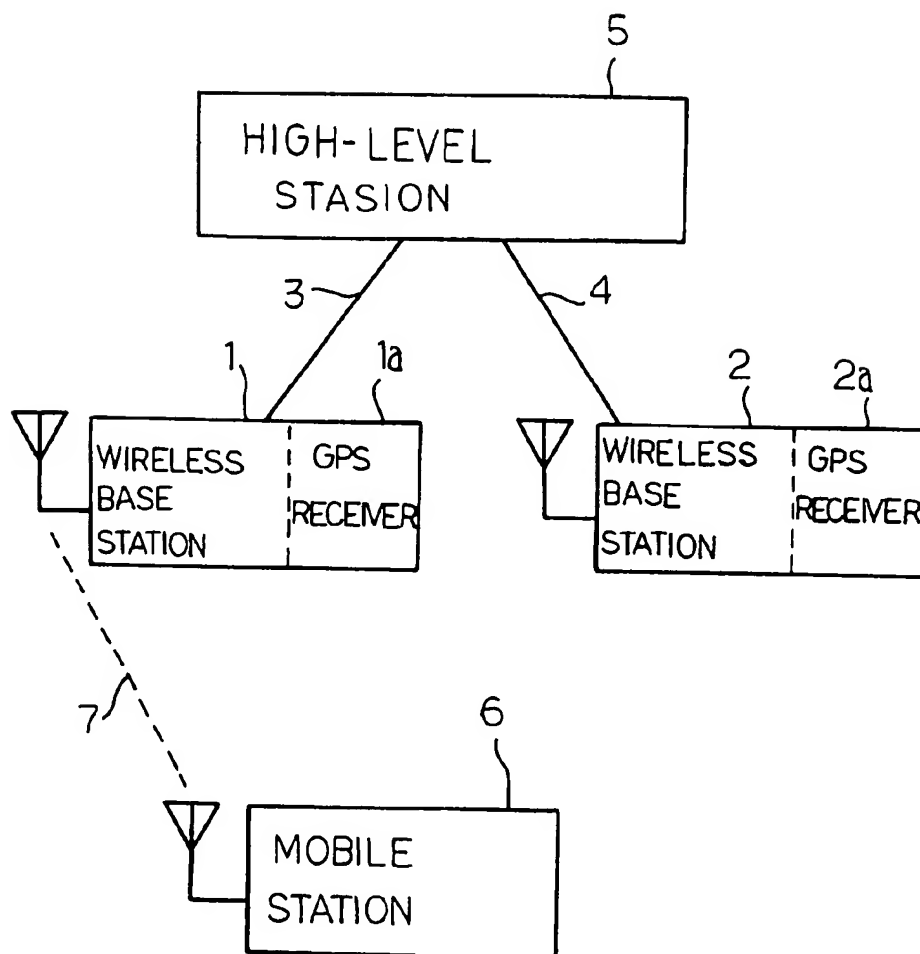 5
HIGH-LEVEL
STASION
3
4
1
1a
2
2a
WIRELESS
BASE
STATION
GPS
RECEIVER
WIRELESS
BASE
STATION
GPS
RECEIVER
7
6
MOBILE
STATION